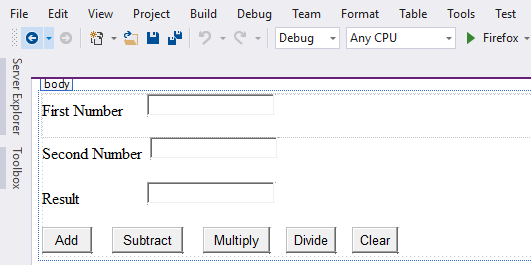 File Edit View Project Build Debug Team Format Table Tools Test
Debug Any CPU Firefox
Server Explorer
Toolbox
body
First Number
Second Number
Result
Add Subtract Multiply Divide Clear